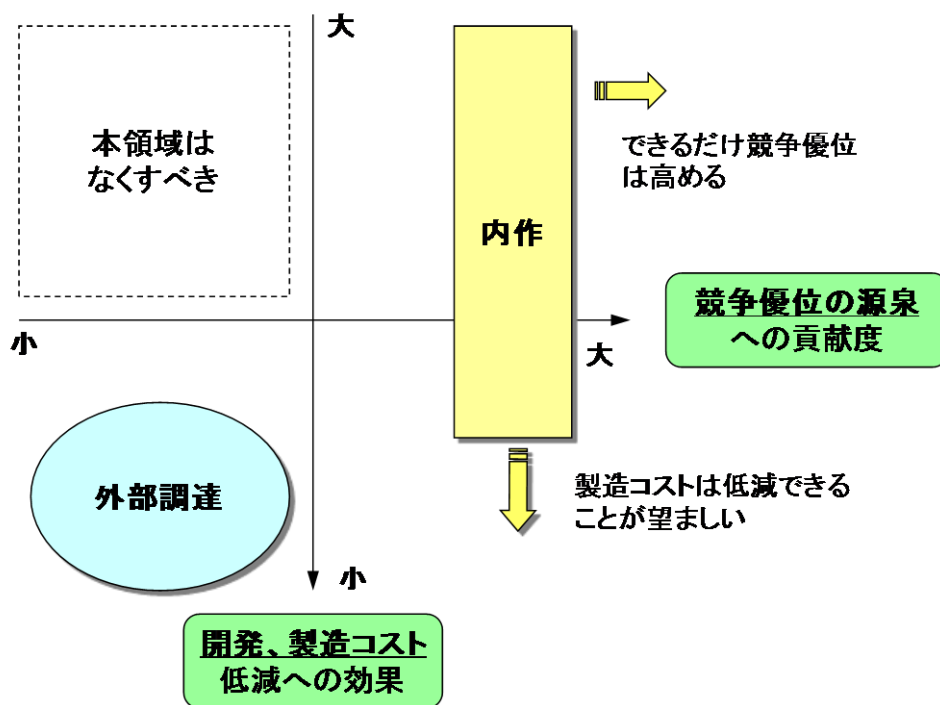 大
本領域は
なくすべき
できるだけ競争優位
は高める
内作
競争優位の源泉
への貢献度
小
大
外部調達
製造コストは低減できる
ことが望ましい
小
開発、製造コスト
低減への効果